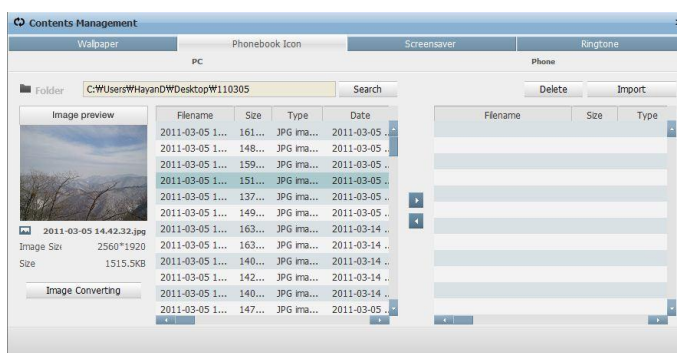 Contents Management
Wallpaper Phonebook Icon Screensaver Ringtone
PC Phone
Folder C:₩Users₩HayanD₩Desktop₩110305 Search Delete Import
Image preview Filename Size Type Date Filename Size Type
2011-03-05 1... 161... JPG ima... 2011-03-05 ..
2011-03-05 1... 148... JPG ima... 2011-03-05 ..
2011-03-05 1... 159... JPG ima... 2011-03-05 ..
2011-03-05 1... 151... JPG ima... 2011-03-05 ..
2011-03-05 1... 137... JPG ima... 2011-03-05 ..
2011-03-05 1... 149... JPG ima... 2011-03-05 ..
2011-03-05 14.42.32.jpg 2011-03-05 1... 163... JPG ima... 2011-03-14 ..
Image Size 2560*1920 2011-03-05 1... 163... JPG ima... 2011-03-14 ..
Size 1515.5KB 2011-03-05 1... 140... JPG ima... 2011-03-14 ..
2011-03-05 1... 142... JPG ima... 2011-03-14 ..
Image Converting 2011-03-05 1... 140... JPG ima... 2011-03-14 ..
2011-03-05 1... 147... JPG ima... 2011-03-05 ..